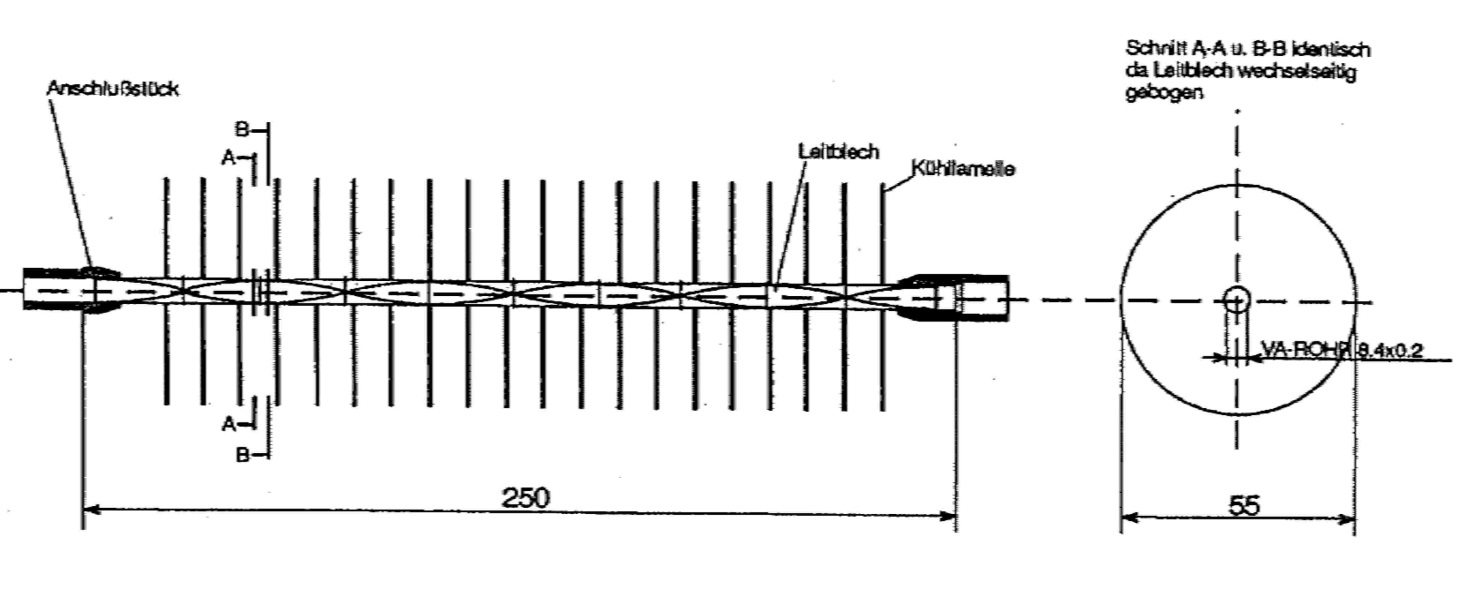 Schnitt A-A u. B-B identisch
da Leitblech wechselseitig
gebogen
Anschlußstück
B
A
Leitblech
Kühllamelle
VA-ROHR 8.4x0.2
A
B
250
55